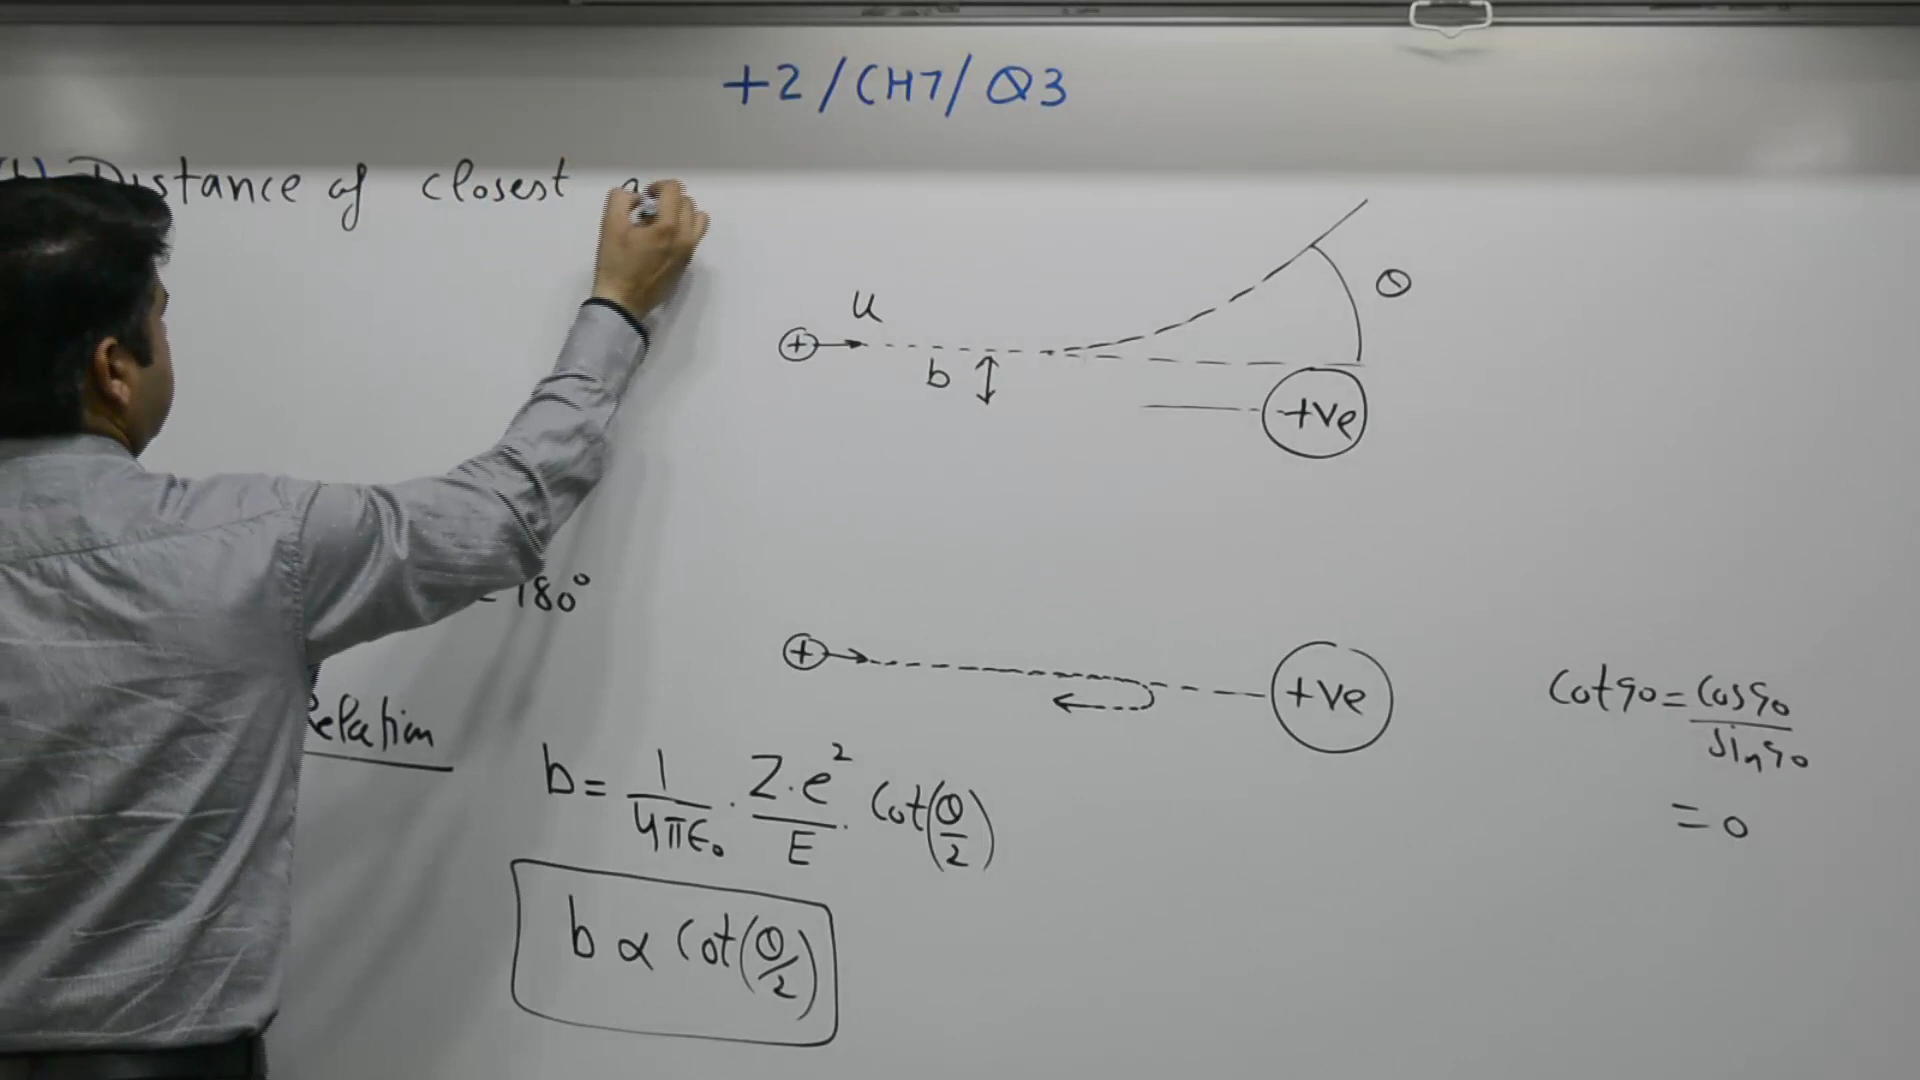 +2/CH7/Q3
Distance of closest
u
θ
b
+ve
+
= 180°
+
+ve
Relation
b = 1/4πε₀ . Z.e²/E . Cot(θ/2)
b ∝ Cot(θ/2)
Cot90 = Cos90/Sin90
= 0